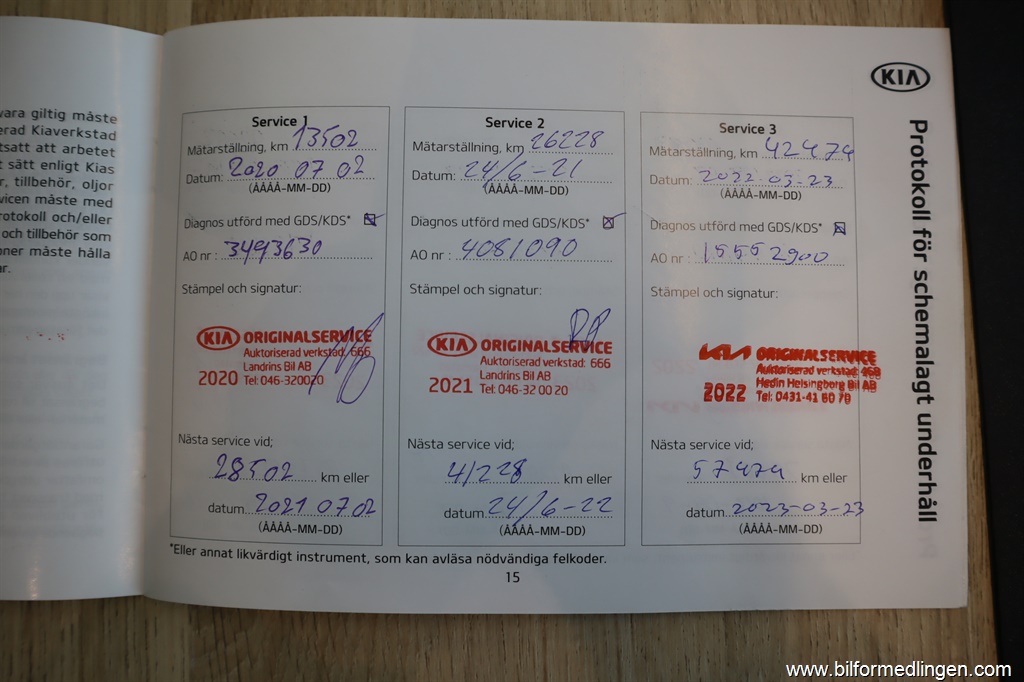 vara giltig måste
erad Kiaverkstad
tsatt att arbetet
t sätt enligt Kias
r, tillbehör, oljor
vicen måste med
rotokoll och/eller
och tillbehör som
oner måste hålla
ar.
KIA
Protokoll för schemalagt underhåll
Service 1
Mätarställning, km 13502
Datum: 2020 07 02
(ÅÅÅÅ-MM-DD)
Diagnos utförd med GDS/KDS*
AO nr : 3493630
Stämpel och signatur:
KIA ORIGINALSERVICE
Auktoriserad verkstad: 666
Landrins Bil AB
2020 Tel: 046-320020
Nästa service vid;
28502 km eller
datum 2021 07 02
(ÅÅÅÅ-MM-DD)
Service 2
Mätarställning, km 26228
Datum: 24/6-21
(ÅÅÅÅ-MM-DD)
Diagnos utförd med GDS/KDS*
AO nr : 4081090
Stämpel och signatur:
KIA ORIGINALSERVICE
Auktoriserad verkstad: 666
Landrins Bil AB
2021 Tel: 046-32 00 20
Nästa service vid;
41228 km eller
datum 24/6-22
(ÅÅÅÅ-MM-DD)
Service 3
Mätarställning, km 42474
Datum: 2022-03-23
(ÅÅÅÅ-MM-DD)
Diagnos utförd med GDS/KDS*
AO nr : 15552900
Stämpel och signatur:
KIA ORIGINALSERVICE
Auktoriserad verkstad: 468
Hedin Helsingborg Bil AB
2022 Tel: 0431-41 60 70
Nästa service vid;
57474 km eller
datum 2023-03-23
(ÅÅÅÅ-MM-DD)
*Eller annat likvärdigt instrument, som kan avläsa nödvändiga felkoder.
15
www.bilformedlingen.com